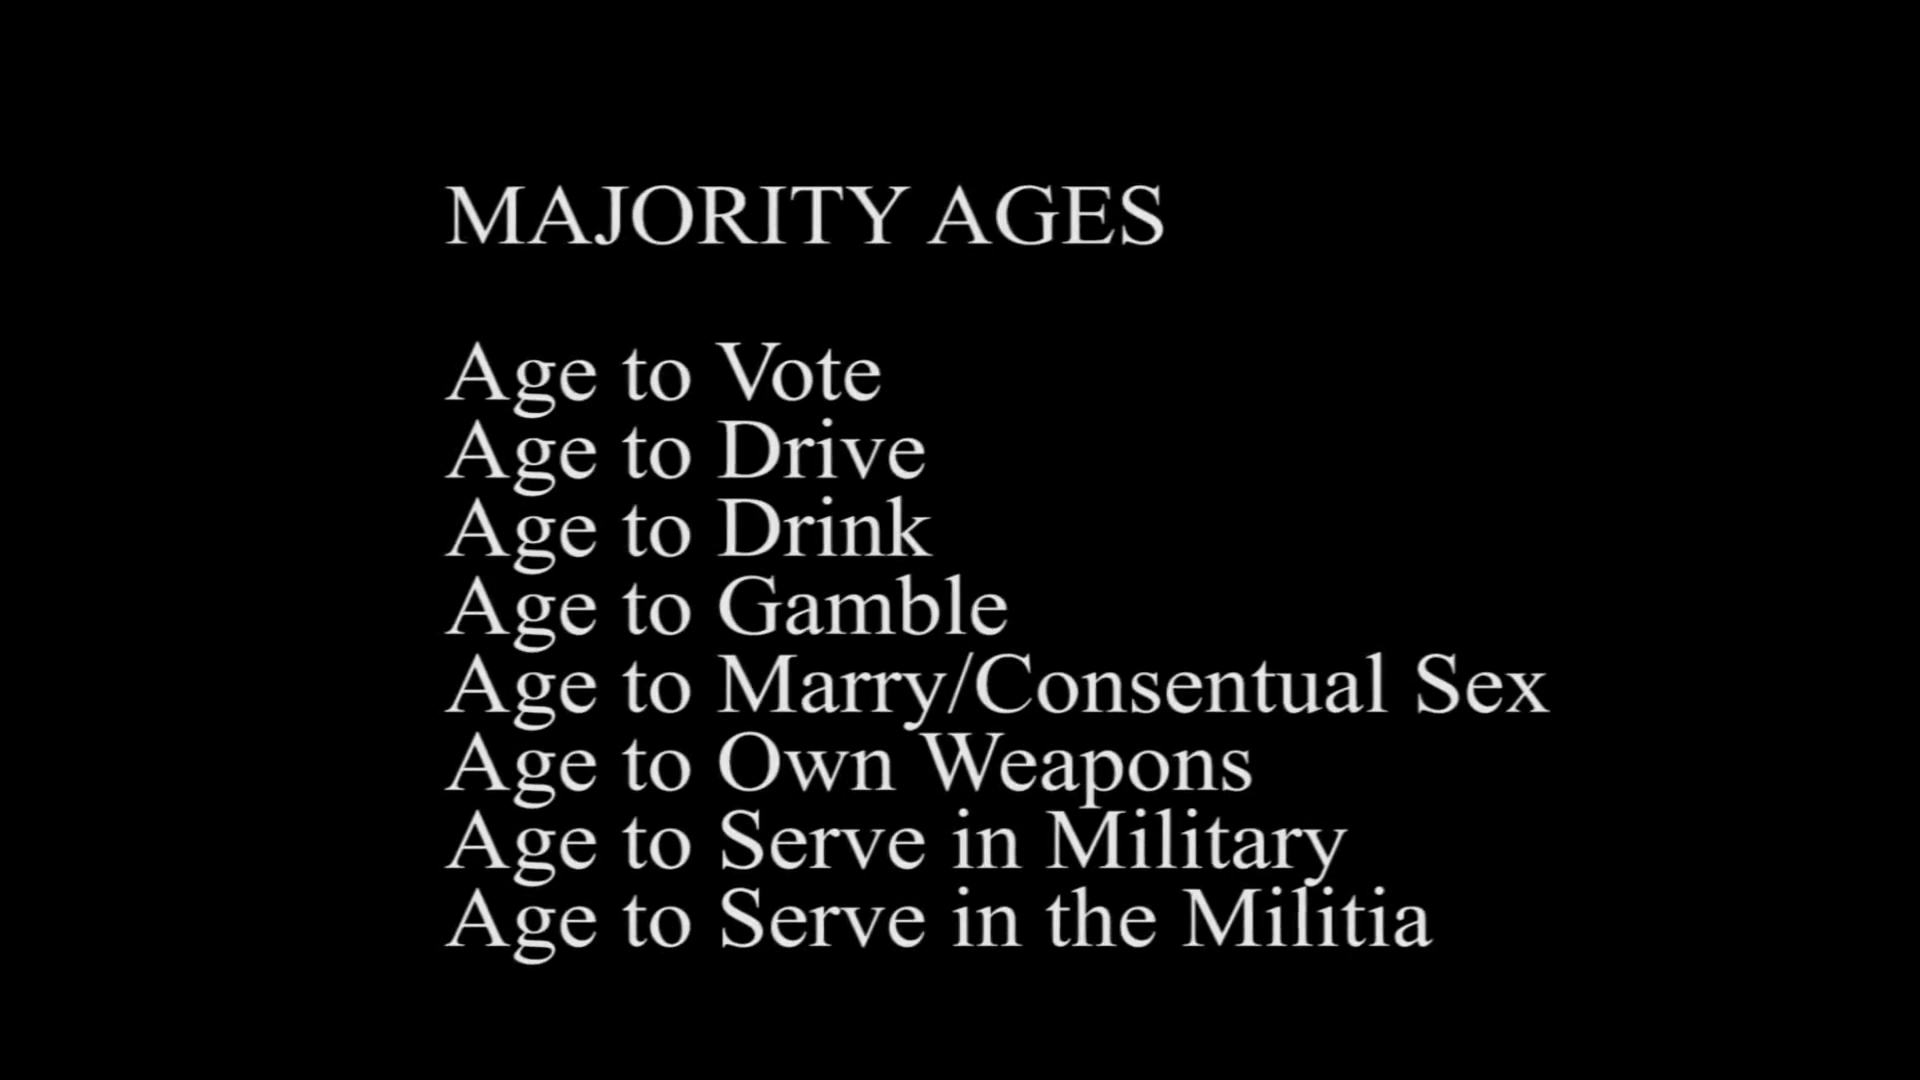 MAJORITY AGES
Age to Vote
Age to Drive
Age to Drink
Age to Gamble
Age to Marry/Consentual Sex
Age to Own Weapons
Age to Serve in Military
Age to Serve in the Militia